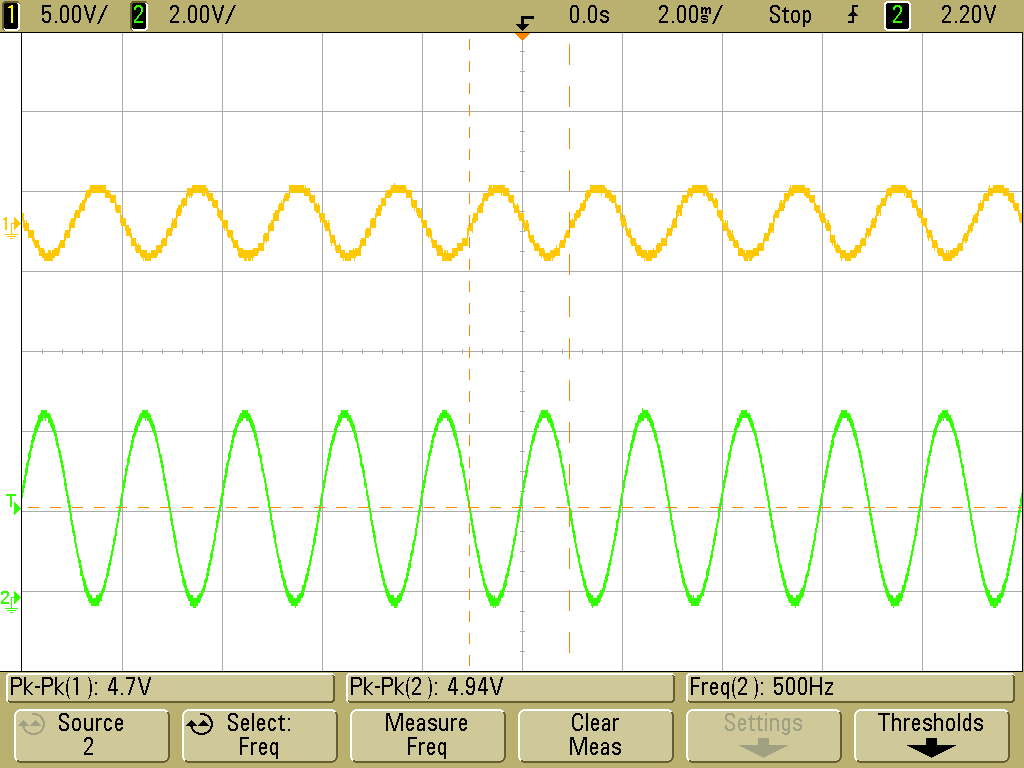 1 5.00V/ 2 2.00V/ 0.0s 2.00ms/ Stop 2 2.20V
1
T
2
Pk-Pk(1): 4.7V Pk-Pk(2): 4.94V Freq(2): 500Hz
Source Select: Measure Clear Settings Thresholds
2 Freq Freq Meas